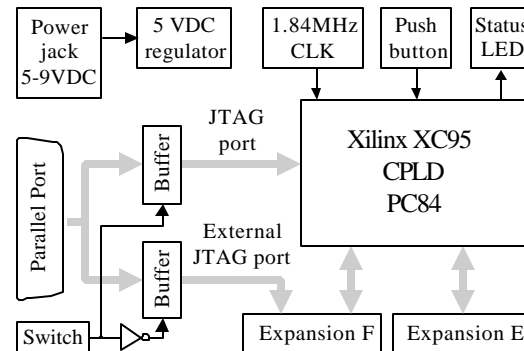 Power
jack
5-9VDC
5 VDC
regulator
1.84MHz
CLK
Push
button
Status
LED
JTAG
port
Buffer
Xilinx XC95
CPLD
PC84
Parallel Port
External
JTAG port
Buffer
Switch
Expansion F
Expansion E